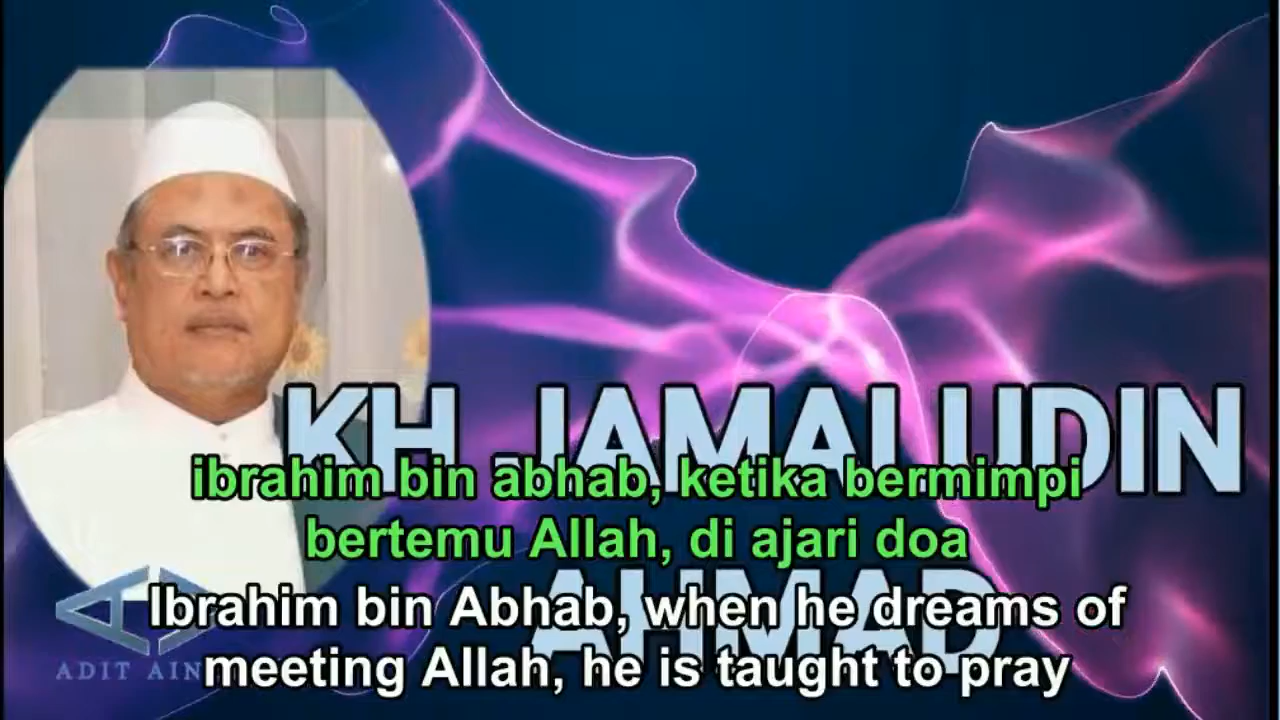 KH JAMALUDIN
AHMAD
ibrahim bin abhab, ketika bermimpi
bertemu Allah, di ajari doa
Ibrahim bin Abhab, when he dreams of
meeting Allah, he is taught to pray
ADIT AIN